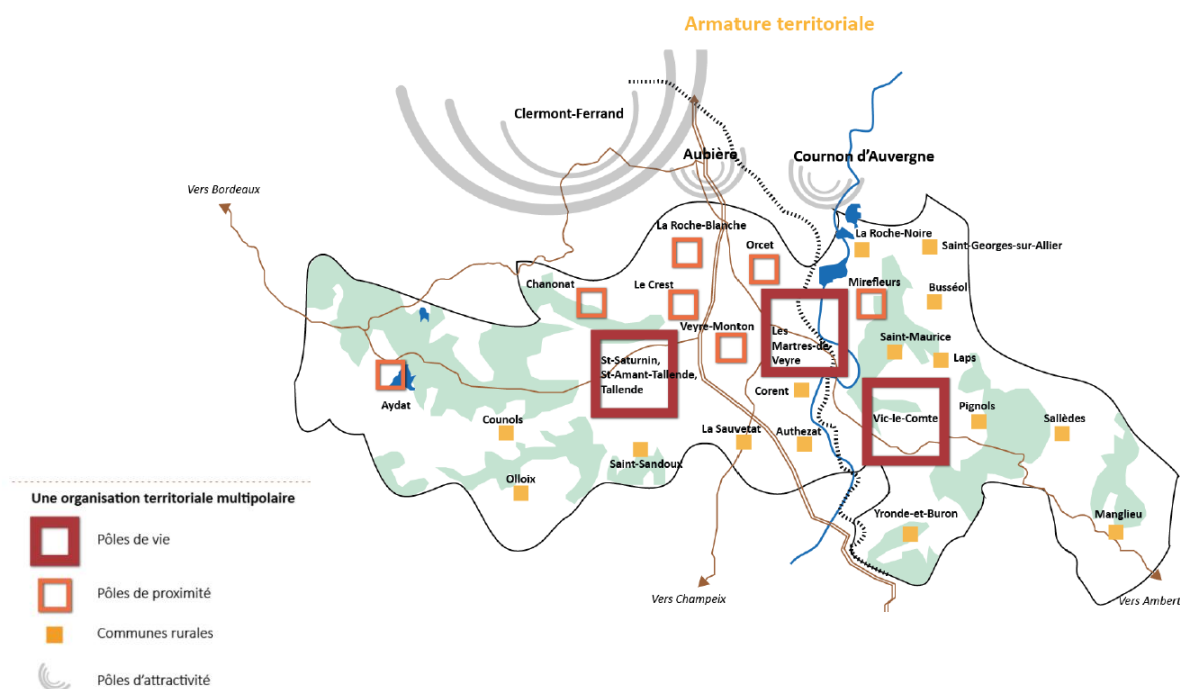 Armature territoriale
Clermont-Ferrand
Aubière
Cournon d'Auvergne
Vers Bordeaux
La Roche-Blanche
La Roche-Noire
Orcet
Saint-Georges-sur-Allier
Chanonat
Le Crest
Mirefleurs
Busséol
Veyre-Monton
Les
Martres-de-
Veyre
Saint-Maurice
Laps
St-Saturnin,
St-Amant-Tallende,
Tallende
Aydat
Corent
Counols
La Sauvetat
Authezat
Vic-le-Comte
Pignols
Sallèdes
Saint-Sandoux
Olloix
Yronde-et-Buron
Manglieu
Vers Champeix
Vers Ambert
Une organisation territoriale multipolaire
Pôles de vie
Pôles de proximité
Communes rurales
Pôles d'attractivité